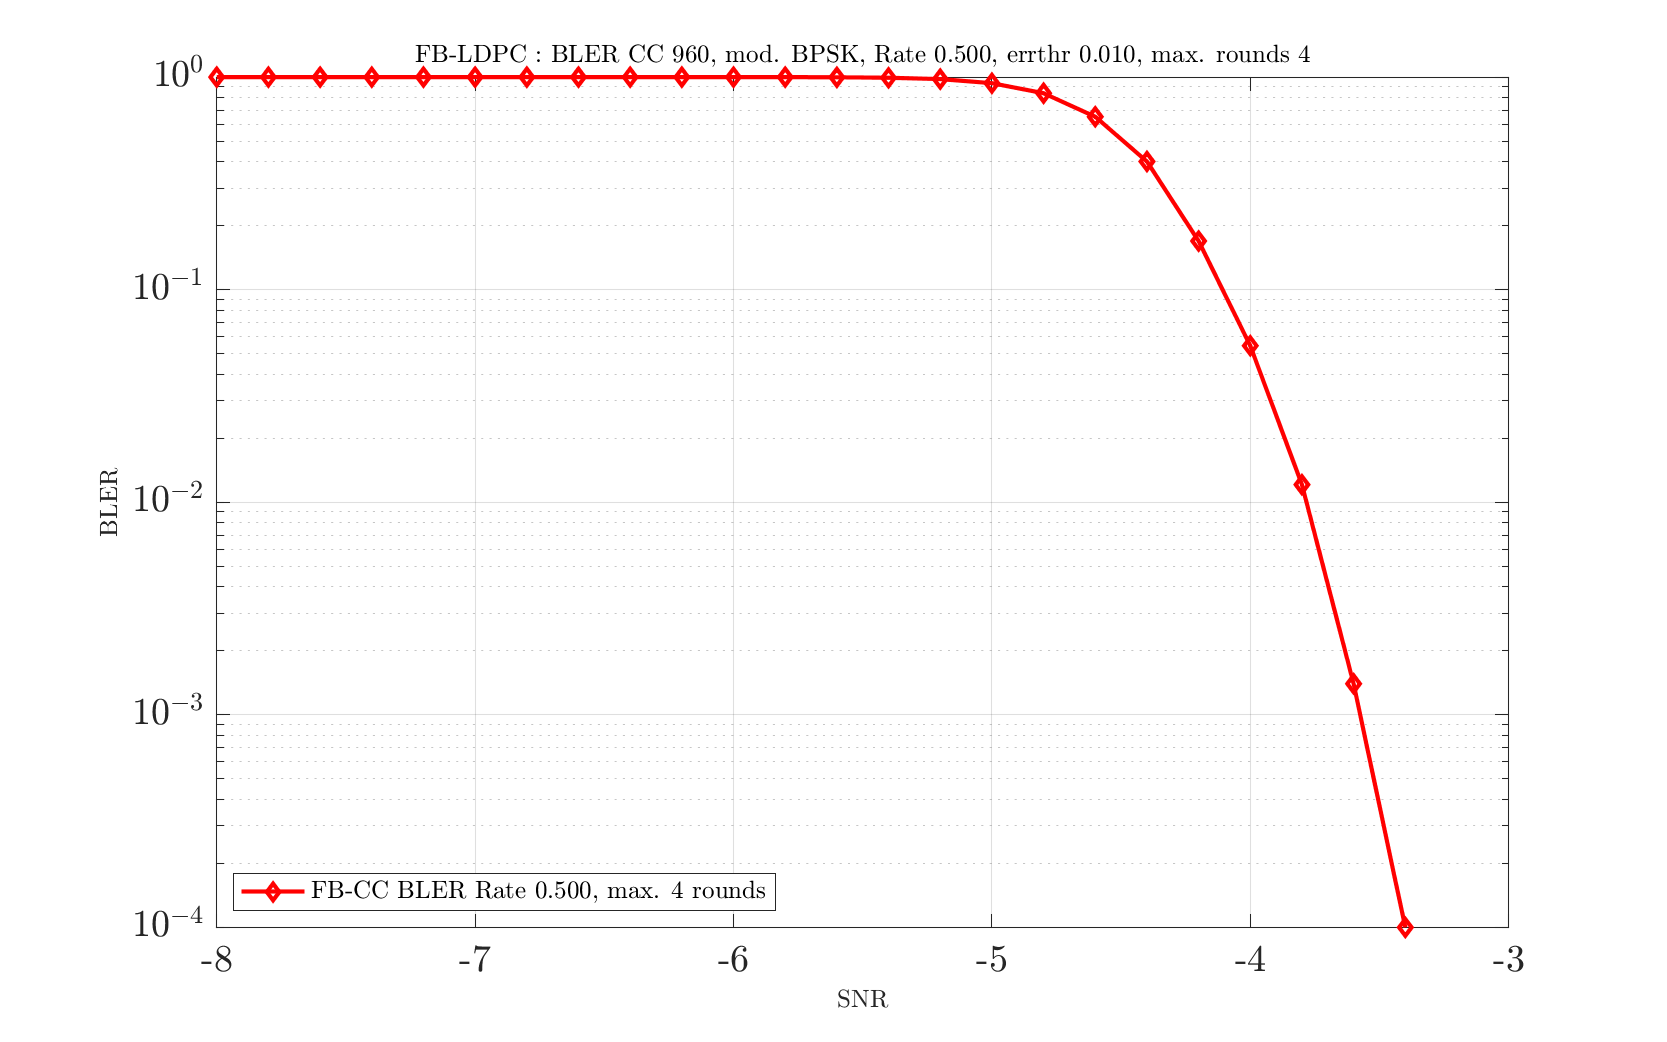 FB-LDPC : BLER CC 960, mod. BPSK, Rate 0.500, errthr 0.010, max. rounds 4
10^0
10^{-1}
10^{-2}
10^{-3}
10^{-4}
BLER
FB-CC BLER Rate 0.500, max. 4 rounds
-8 -7 -6 -5 -4 -3
SNR